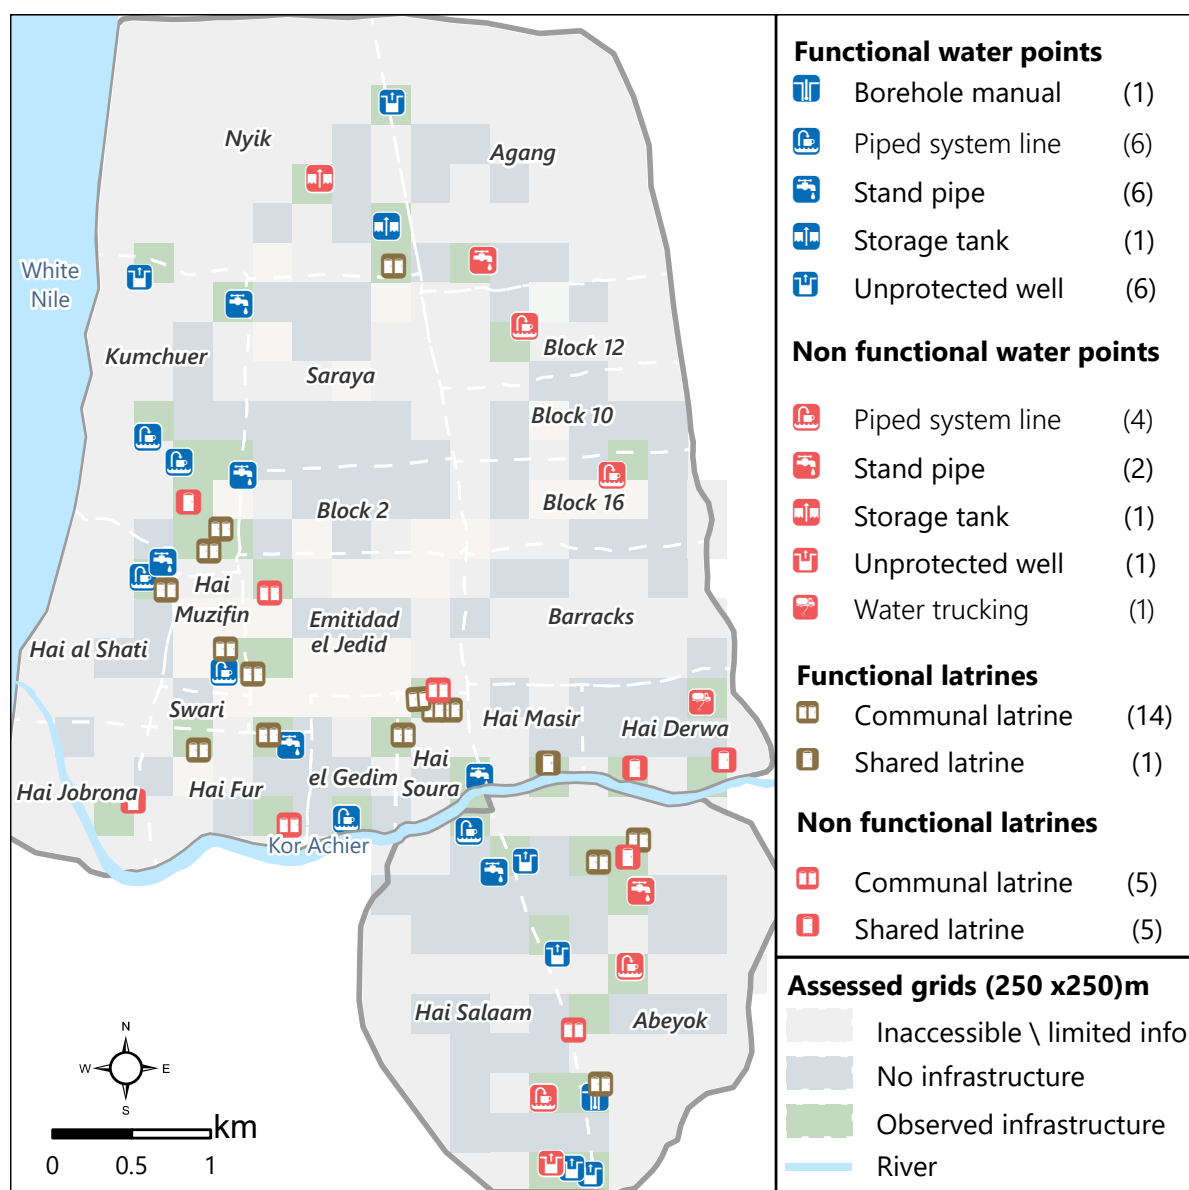 Nyik
Agang
White
Nile
Kumchuer
Saraya
Block 12
Block 10
Block 2
Block 16
Hai
Muzifin
Emitidad
el Jedid
Barracks
Hai al Shati
Swari
Hai Masir
Hai Derwa
Hai Jobrona
Hai Fur
el Gedim
Hai
Soura
Kor Achier
Hai Salaam
Abeyok
N
W
E
S
km
0 0.5 1
Functional water points
Borehole manual (1)
Piped system line (6)
Stand pipe (6)
Storage tank (1)
Unprotected well (6)
Non functional water points
Piped system line (4)
Stand pipe (2)
Storage tank (1)
Unprotected well (1)
Water trucking (1)
Functional latrines
Communal latrine (14)
Shared latrine (1)
Non functional latrines
Communal latrine (5)
Shared latrine (5)
Assessed grids (250 x250)m
Inaccessible \ limited info
No infrastructure
Observed infrastructure
River